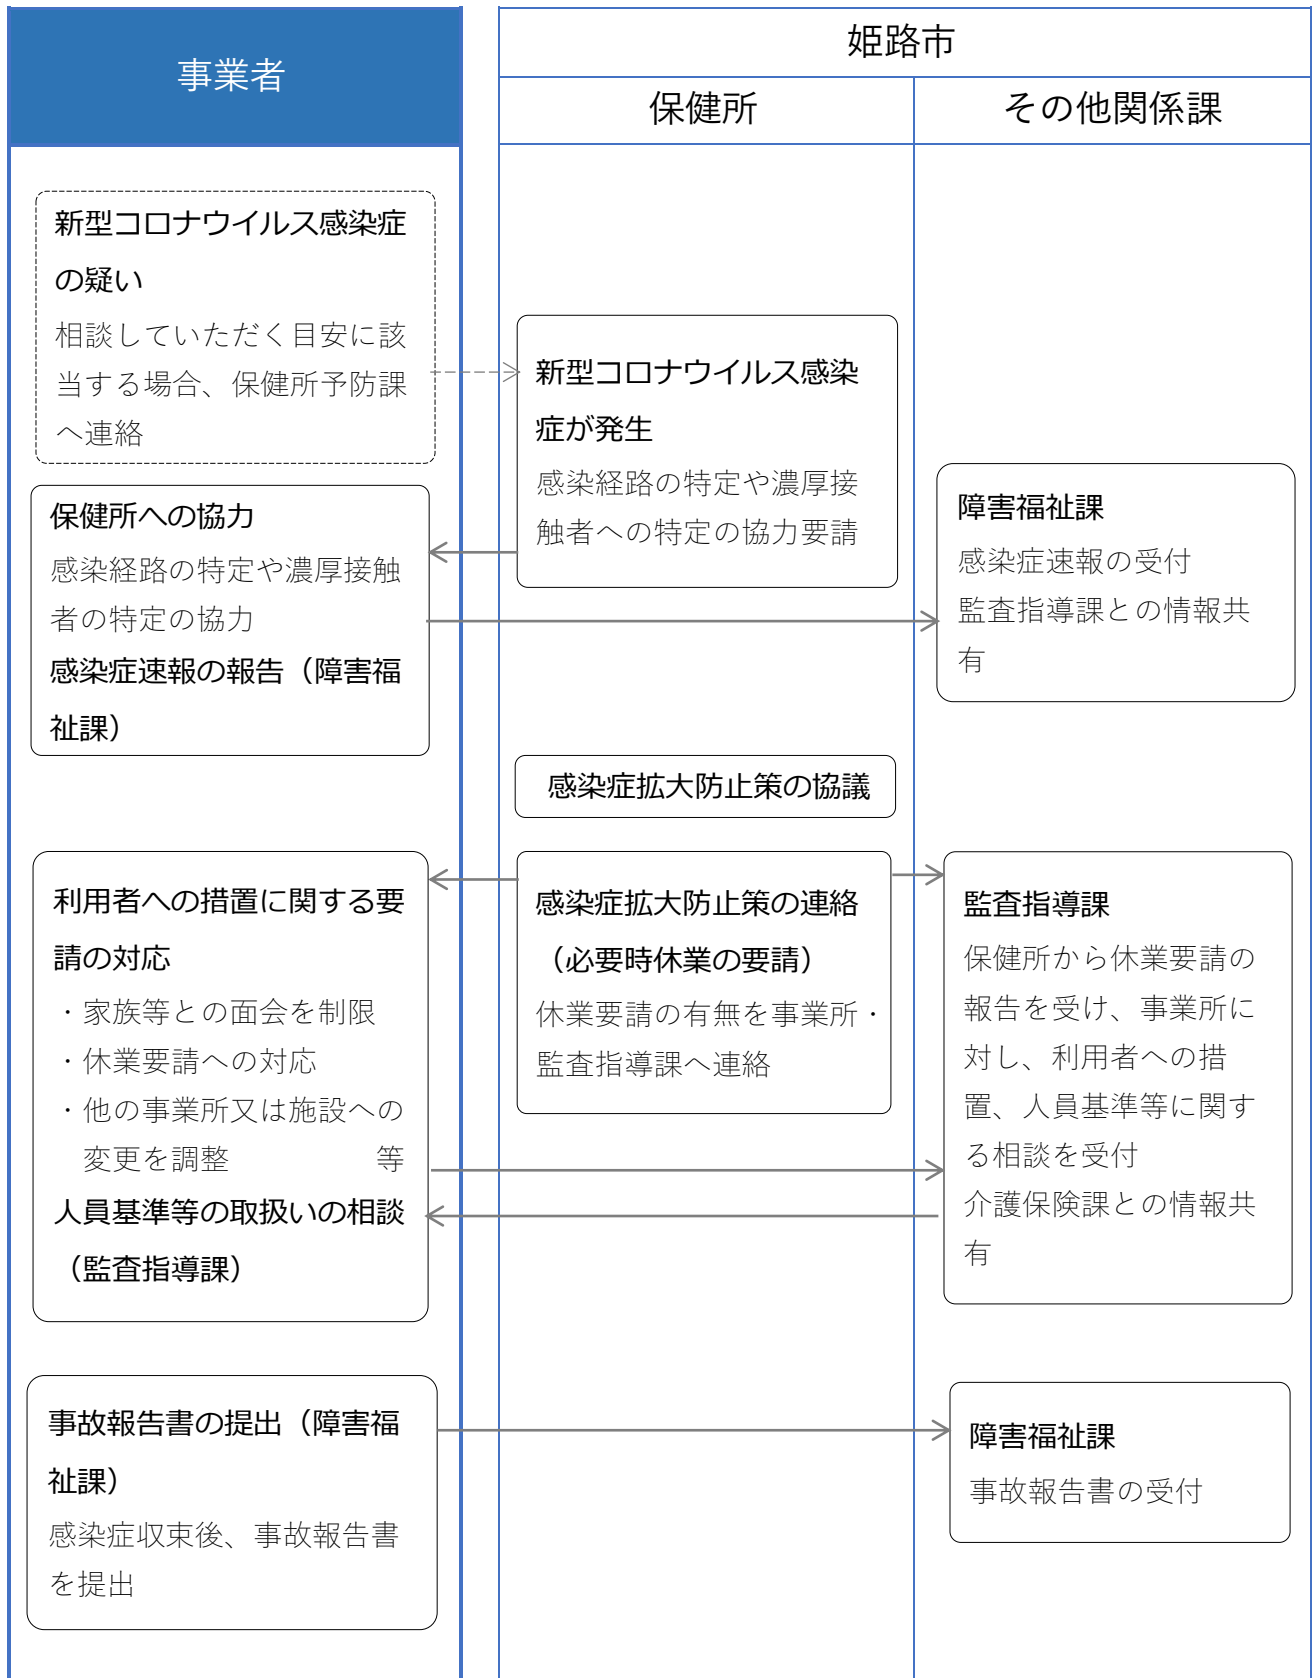 事業者
姫路市
保健所
その他関係課
新型コロナウイルス感染症
の疑い
相談していただく目安に該
当する場合、保健所予防課
へ連絡
新型コロナウイルス感染
症が発生
感染経路の特定や濃厚接
触者への特定の協力要請
保健所への協力
感染経路の特定や濃厚接触
者の特定の協力
感染症速報の報告（障害福
祉課）
障害福祉課
感染症速報の受付
監査指導課との情報共
有
感染症拡大防止策の協議
利用者への措置に関する要
請の対応
・家族等との面会を制限
・休業要請への対応
・他の事業所又は施設への
変更を調整　　　　　等
人員基準等の取扱いの相談
（監査指導課）
感染症拡大防止策の連絡
（必要時休業の要請）
休業要請の有無を事業所・
監査指導課へ連絡
監査指導課
保健所から休業要請の
報告を受け、事業所に
対し、利用者への措
置、人員基準等に関す
る相談を受付
介護保険課との情報共
有
事故報告書の提出（障害福
祉課）
感染症収束後、事故報告書
を提出
障害福祉課
事故報告書の受付